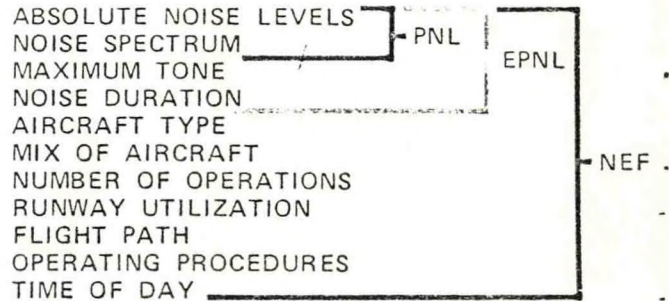 ABSOLUTE NOISE LEVELS
PNL
NOISE SPECTRUM
EPNL
MAXIMUM TONE
NOISE DURATION
AIRCRAFT TYPE
MIX OF AIRCRAFT
NEF
NUMBER OF OPERATIONS
RUNWAY UTILIZATION
FLIGHT PATH
OPERATING PROCEDURES
TIME OF DAY